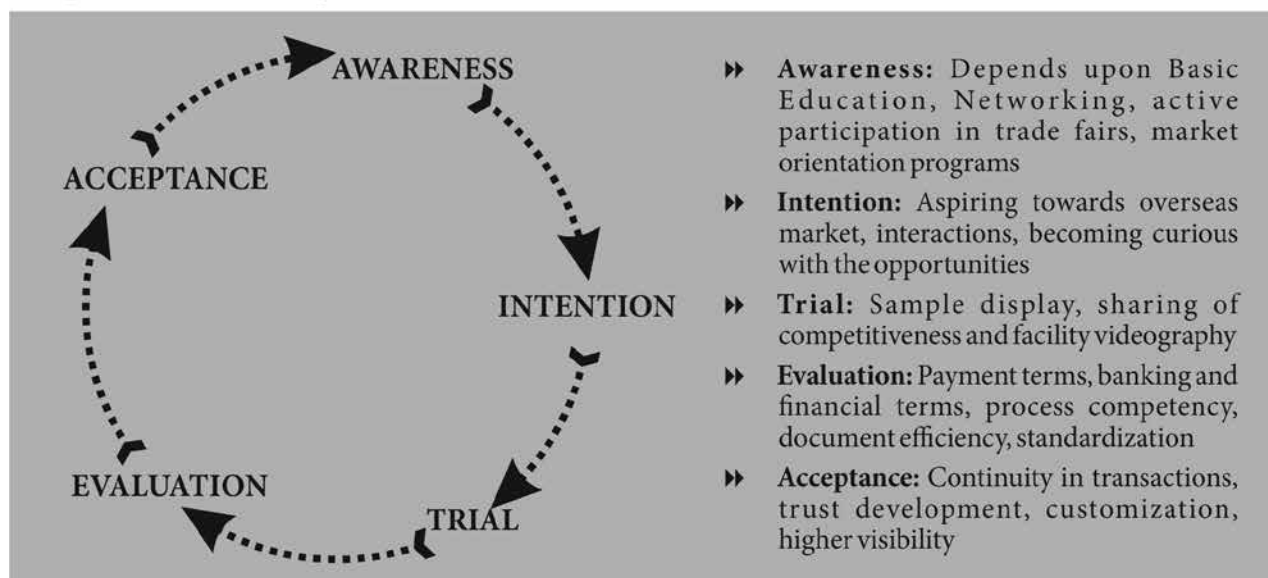 AWARENESS
ACCEPTANCE
INTENTION
EVALUATION
TRIAL
Awareness: Depends upon Basic
Education, Networking, active
participation in trade fairs, market
orientation programs
Intention: Aspiring towards overseas
market, interactions, becoming curious
with the opportunities
Trial: Sample display, sharing of
competitiveness and facility videography
Evaluation: Payment terms, banking and
financial terms, process competency,
document efficiency, standardization
Acceptance: Continuity in transactions,
trust development, customization,
higher visibility